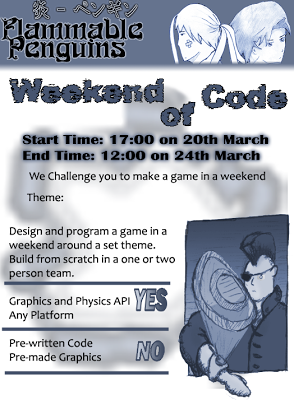 炎 - ペンギン
Flammable
Penguins
Weekend
of Code
Start Time: 17:00 on 20th March
End Time: 12:00 on 24th March
We Challenge you to make a game in a weekend
Theme:
Design and program a game in a
weekend around a set theme.
Build from scratch in a one or two
person team.
Graphics and Physics API
Any Platform
YES
Pre-written Code
Pre-made Graphics
NO